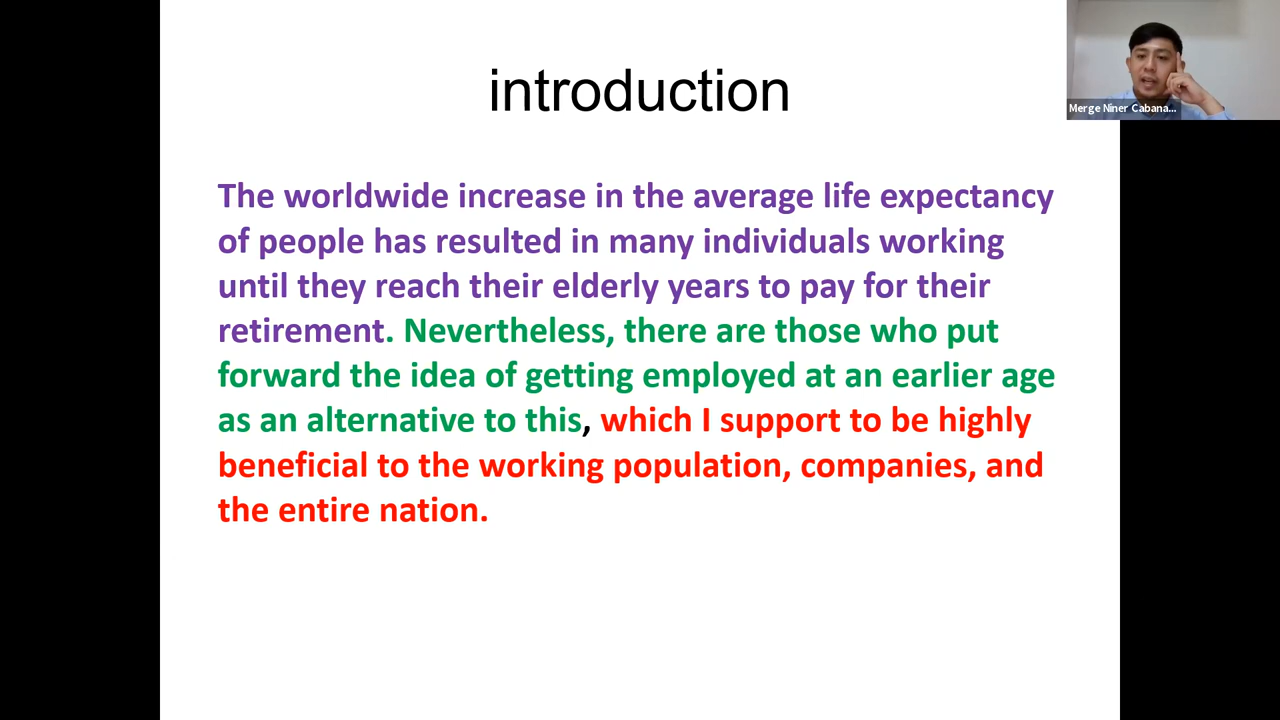 introduction
Merge Niner Cabana...
The worldwide increase in the average life expectancy
of people has resulted in many individuals working
until they reach their elderly years to pay for their
retirement. Nevertheless, there are those who put
forward the idea of getting employed at an earlier age
as an alternative to this, which I support to be highly
beneficial to the working population, companies, and
the entire nation.